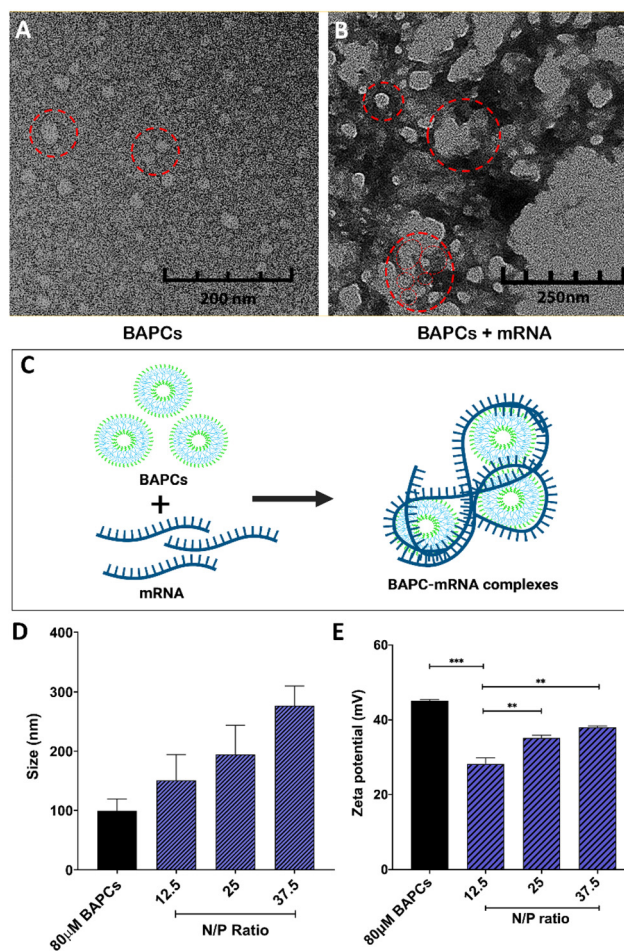 A
B
200 nm
250nm
BAPCs
BAPCs + mRNA
C
BAPCs
+
mRNA
BAPC-mRNA complexes
D
400
300
200
100
0
Size (nm)
80µM BAPCs
12.5
25
37.5
N/P Ratio
E
60
40
20
0
Zeta potential (mV)
***
**
**
80µM BAPCs
12.5
25
37.5
N/P ratio